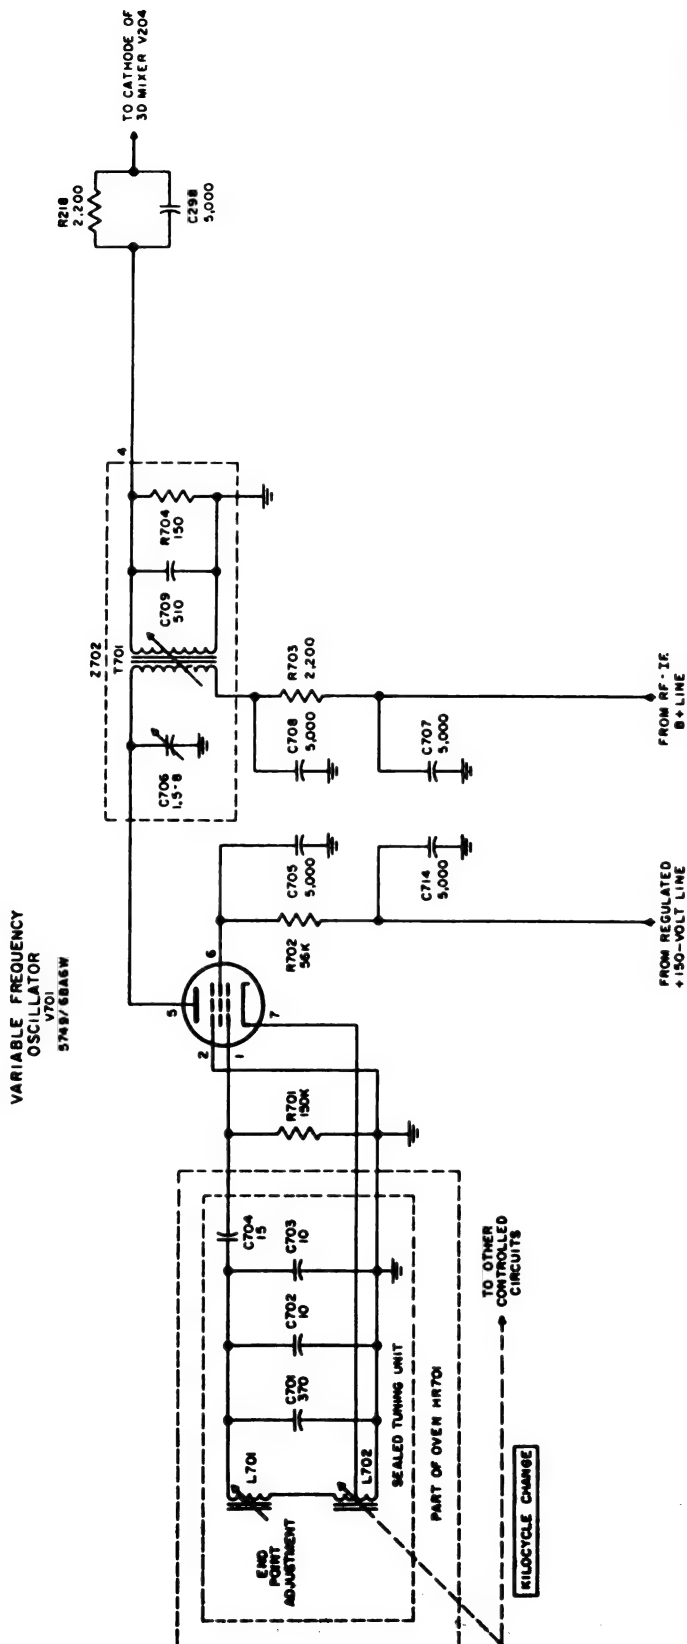 VARIABLE FREQUENCY
OSCILLATOR
V701
5749/6BA6W
END
POINT
ADJUSTMENT
L701
L702
C701
370
C702
10
C703
10
C704
15
SEALED TUNING UNIT
PART OF OVEN HR701
KILOCYCLE CHANGE
TO OTHER
CONTROLLED
CIRCUITS
R701
150K
2
1
5
6
7
R702
56K
C705
5,000
C714
5,000
FROM REGULATED
+150-VOLT LINE
Z702
T701
C706
1.5-8
C709
510
R704
150
4
C708
5,000
R703
2,200
C707
5,000
FROM RF-IF
B+LINE
R218
2,200
C298
5,000
TO CATHODE OF
3D MIXER V204